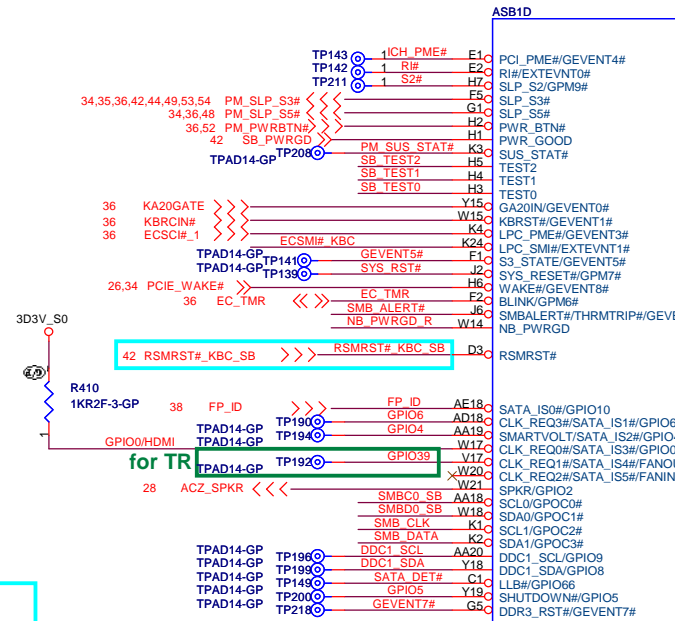 ASB1D
TP143 1 ICH_PME# E1 PCI_PME#/GEVENT4#
TP142 1 RI# E2 RI#/EXTEVNT0#
TP211 1 S2# H7 SLP_S2/GPM9#
34,35,36,42,44,49,53,54 PM_SLP_S3# F5 SLP_S3#
34,36,48 PM_SLP_S5# G1 SLP_S5#
36,52 PM_PWRBTN# H2 PWR_BTN#
42 SB_PWRGD H1 PWR_GOOD
TPAD14-GP TP208 PM_SUS_STAT# K3 SUS_STAT#
SB_TEST2 H5 TEST2
SB_TEST1 H4 TEST1
SB_TEST0 H3 TEST0
36 KA20GATE Y15 GA20IN/GEVENT0#
36 KBRCIN# W15 KBRST#/GEVENT1#
36 ECSCI#_1 K4 LPC_PME#/GEVENT3#
ECSMI#_KBC K24 LPC_SMI#/EXTEVNT1#
TPAD14-GP TP141 GEVENT5# F1 S3_STATE/GEVENT5#
TPAD14-GP TP139 SYS_RST# J2 SYS_RESET#/GPM7#
26,34 PCIE_WAKE# H6 WAKE#/GEVENT8#
36 EC_TMR EC_TMR F2 BLINK/GPM6#
SMB_ALERT# J6 SMBALERT#/THRMTRIP#/GEVE
NB_PWRGD_R W14 NB_PWRGD
3D3V_S0
42 RSMRST#_KBC_SB RSMRST#_KBC_SB D3 RSMRST#
R410
1KR2F-3-GP
1
38 FP_ID FP_ID AE18 SATA_IS0#/GPIO10
TPAD14-GP TP190 GPIO6 AD18 CLK_REQ3#/SATA_IS1#/GPIO6
TPAD14-GP TP194 GPIO4 AA19 SMARTVOLT/SATA_IS2#/GPIO4
GPIO0/HDMI W17 CLK_REQ0#/SATA_IS3#/GPIO0
for TR TPAD14-GP TP192 GPIO39 V17 CLK_REQ1#/SATA_IS4#/FANOU
W20 CLK_REQ2#/SATA_IS5#/FANIN
28 ACZ_SPKR W21 SPKR/GPIO2
SMBC0_SB AA18 SCL0/GPOC0#
SMBD0_SB W18 SDA0/GPOC1#
SMB_CLK K1 SCL1/GPOC2#
SMB_DATA K2 SDA1/GPOC3#
TPAD14-GP TP196 DDC1_SCL AA20 DDC1_SCL/GPIO9
TPAD14-GP TP199 DDC1_SDA Y18 DDC1_SDA/GPIO8
TPAD14-GP TP149 SATA_DET# C1 LLB#/GPIO66
TPAD14-GP TP200 GPIO5 Y19 SHUTDOWN#/GPIO5
TPAD14-GP TP218 GEVENT7# G5 DDR3_RST#/GEVENT7#